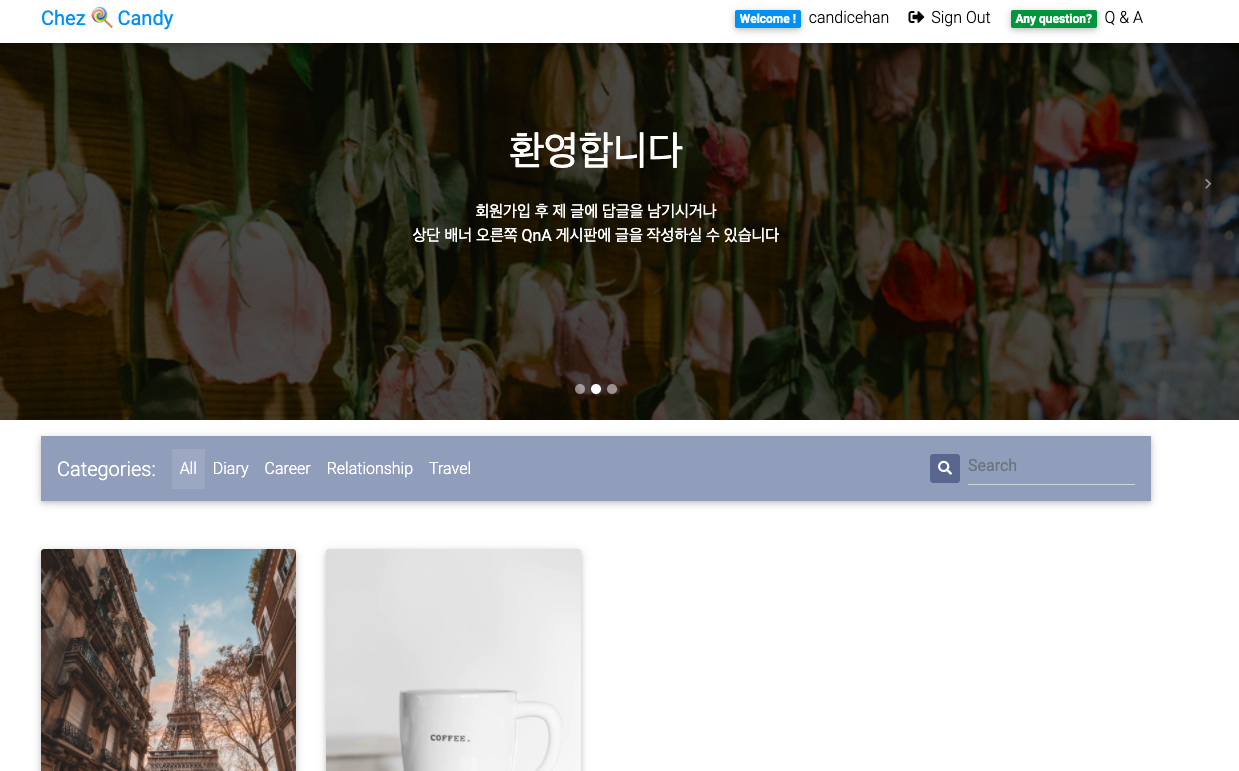 Chez 🍭 Candy
Welcome ! candicehan Sign Out Any question? Q & A
환영합니다
회원가입 후 제 글에 답글을 남기시거나
상단 배너 오른쪽 QnA 게시판에 글을 작성하실 수 있습니다
Categories: All Diary Career Relationship Travel Search
COFFEE.